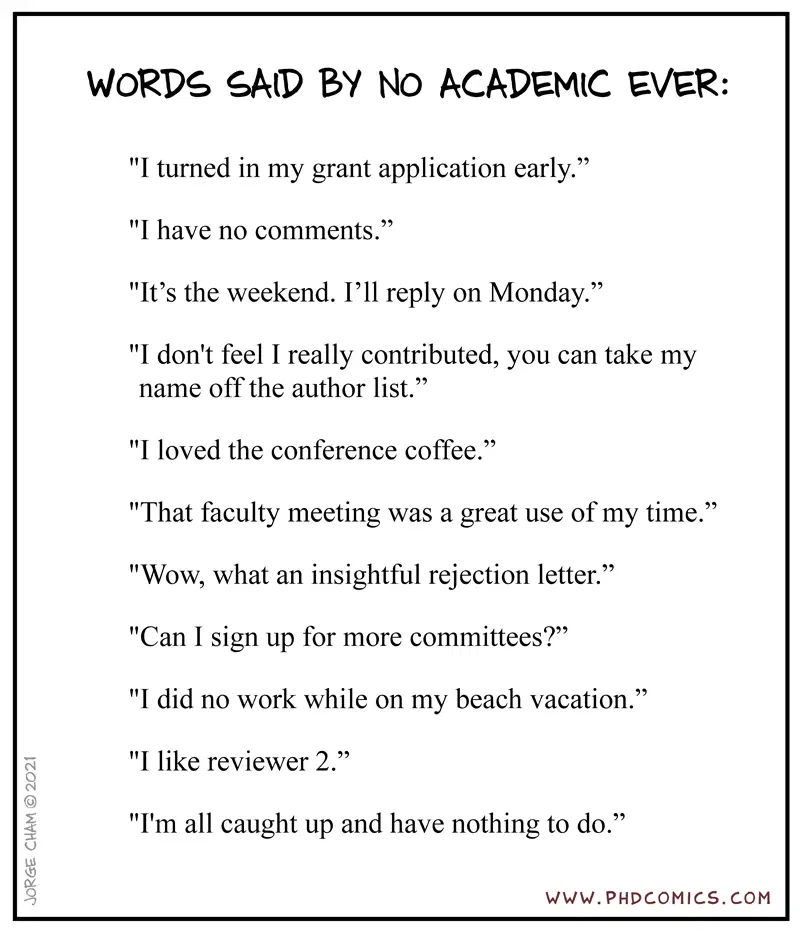 WORDS SAID BY NO ACADEMIC EVER:
"I turned in my grant application early.”
"I have no comments.”
"It’s the weekend. I’ll reply on Monday.”
"I don't feel I really contributed, you can take my
name off the author list.”
"I loved the conference coffee.”
"That faculty meeting was a great use of my time.”
"Wow, what an insightful rejection letter.”
"Can I sign up for more committees?”
"I did no work while on my beach vacation.”
"I like reviewer 2.”
"I'm all caught up and have nothing to do.”
JORGE CHAM © 2021
WWW.PHDCOMICS.COM